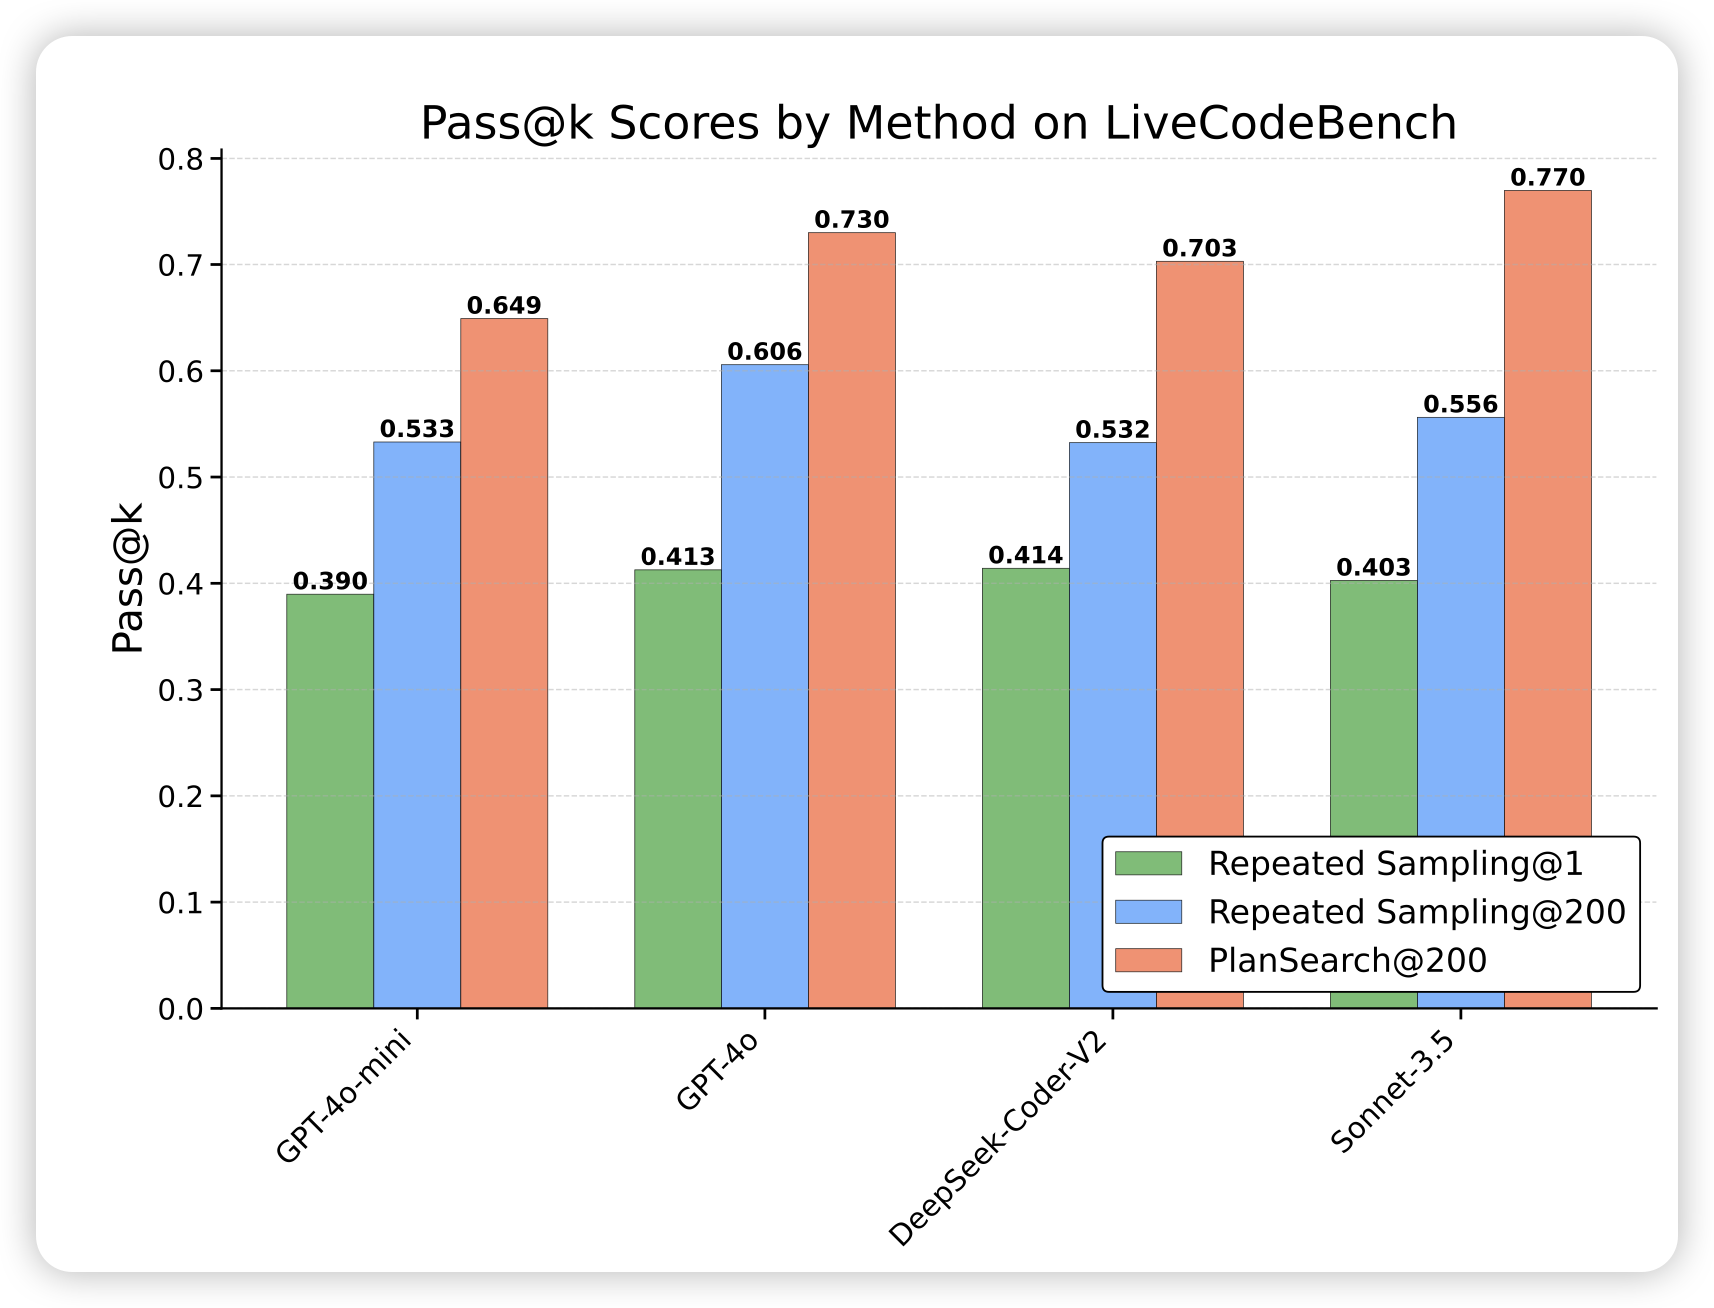 Pass@k Scores by Method on LiveCodeBench
Pass@k
0.8
0.7
0.6
0.5
0.4
0.3
0.2
0.1
0.0
0.390
0.533
0.649
0.413
0.606
0.730
0.414
0.532
0.703
0.403
0.556
0.770
Repeated Sampling@1
Repeated Sampling@200
PlanSearch@200
GPT-4o-mini
GPT-4o
DeepSeek-Coder-V2
Sonnet-3.5